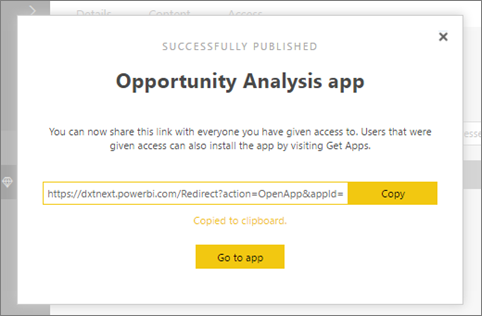 Details Content Access
SUCCESSFULLY PUBLISHED
Opportunity Analysis app
You can now share this link with everyone you have given access to. Users that were
given access can also install the app by visiting Get Apps.
https://dxtnext.powerbi.com/Redirect?action=OpenApp&appId=
Copy
Copied to clipboard.
Go to app